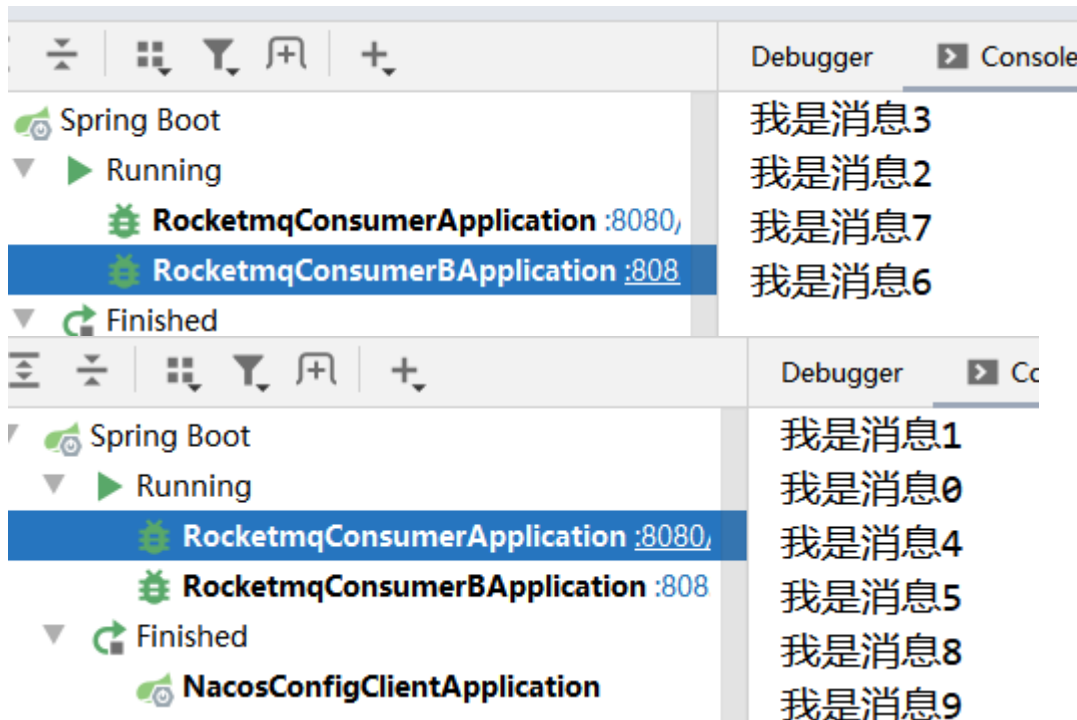 Debugger Console
Spring Boot
Running
RocketmqConsumerApplication :8080/
RocketmqConsumerBApplication :808
Finished
我是消息3
我是消息2
我是消息7
我是消息6
Debugger Co
Spring Boot
Running
RocketmqConsumerApplication :8080/
RocketmqConsumerBApplication :808
Finished
NacosConfigClientApplication
我是消息1
我是消息0
我是消息4
我是消息5
我是消息8
我是消息9